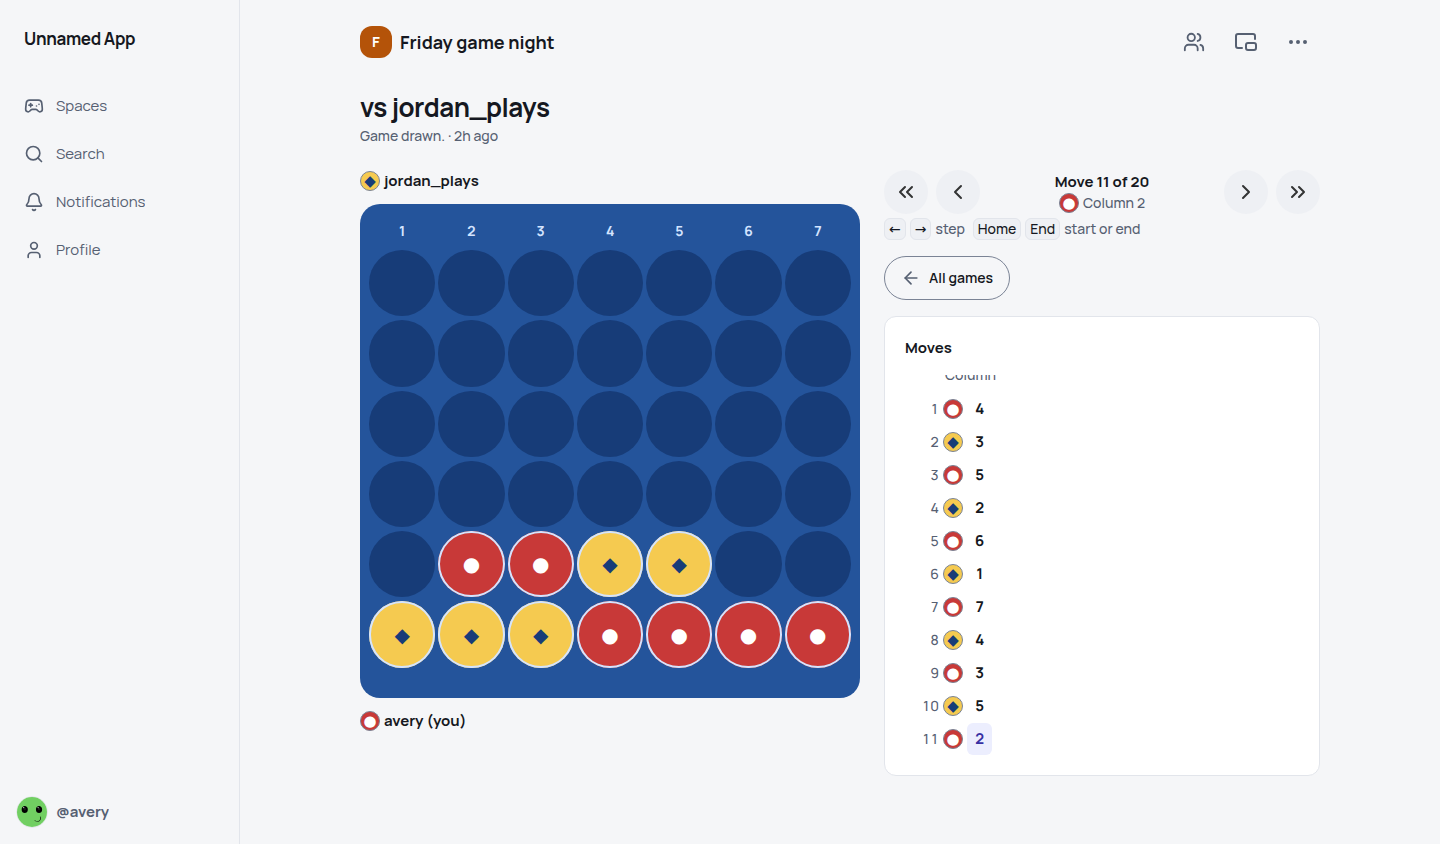 Unnamed App
Spaces
Search
Notifications
Profile
@avery
F Friday game night
vs jordan_plays
Game drawn. · 2h ago
jordan_plays
1 2 3 4 5 6 7
avery (you)
Move 11 of 20
Column 2
← → step Home End start or end
All games
Moves
Column
1 4
2 3
3 5
4 2
5 6
6 1
7 7
8 4
9 3
10 5
11 2